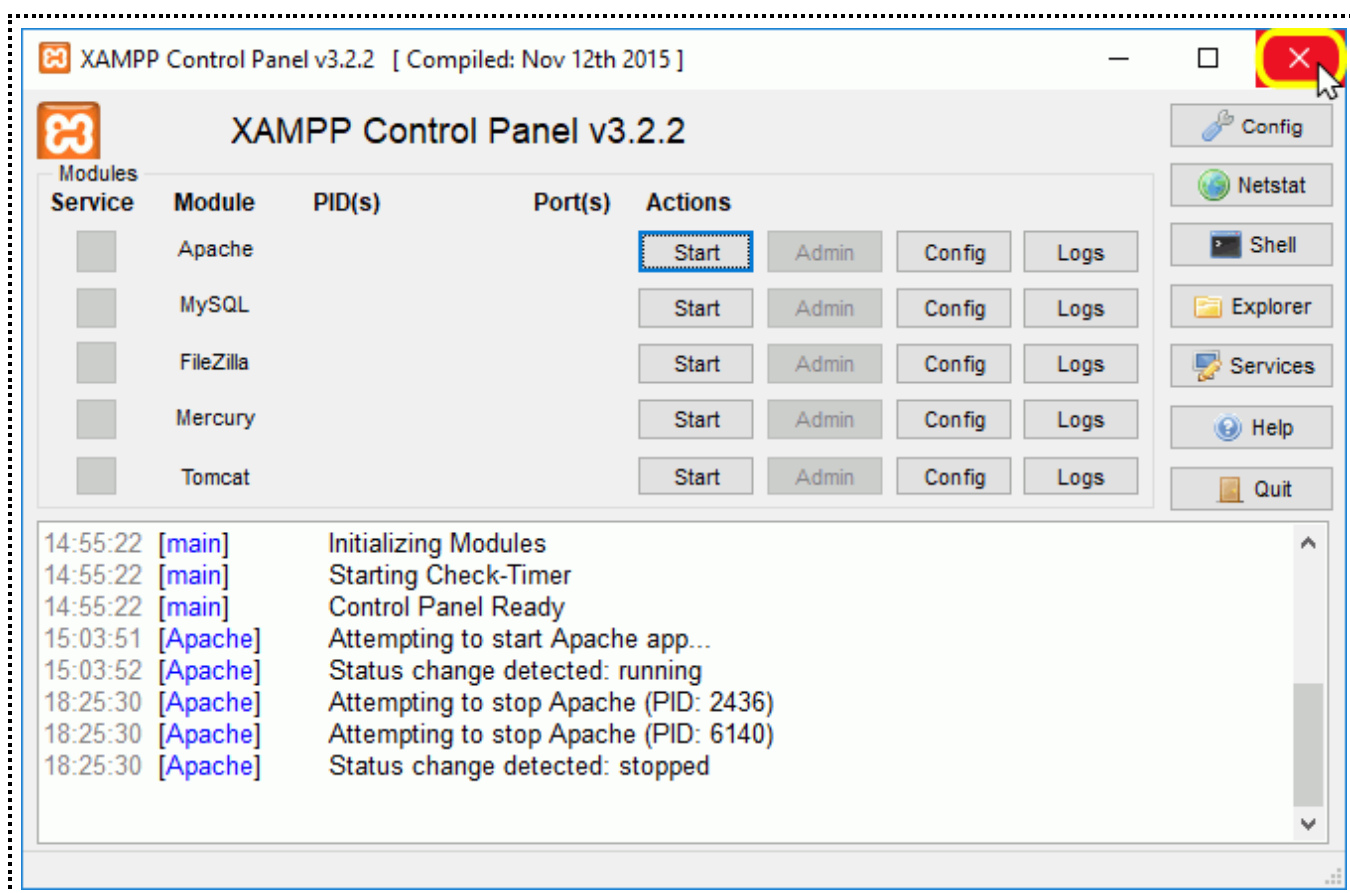 XAMPP Control Panel v3.2.2 [ Compiled: Nov 12th 2015 ]
XAMPP Control Panel v3.2.2
Config
Modules
Service Module PID(s) Port(s) Actions
Netstat
Apache Start Admin Config Logs
Shell
MySQL Start Admin Config Logs
Explorer
FileZilla Start Admin Config Logs
Services
Mercury Start Admin Config Logs
Help
Tomcat Start Admin Config Logs
Quit
14:55:22 [main] Initializing Modules
14:55:22 [main] Starting Check-Timer
14:55:22 [main] Control Panel Ready
15:03:51 [Apache] Attempting to start Apache app...
15:03:52 [Apache] Status change detected: running
18:25:30 [Apache] Attempting to stop Apache (PID: 2436)
18:25:30 [Apache] Attempting to stop Apache (PID: 6140)
18:25:30 [Apache] Status change detected: stopped